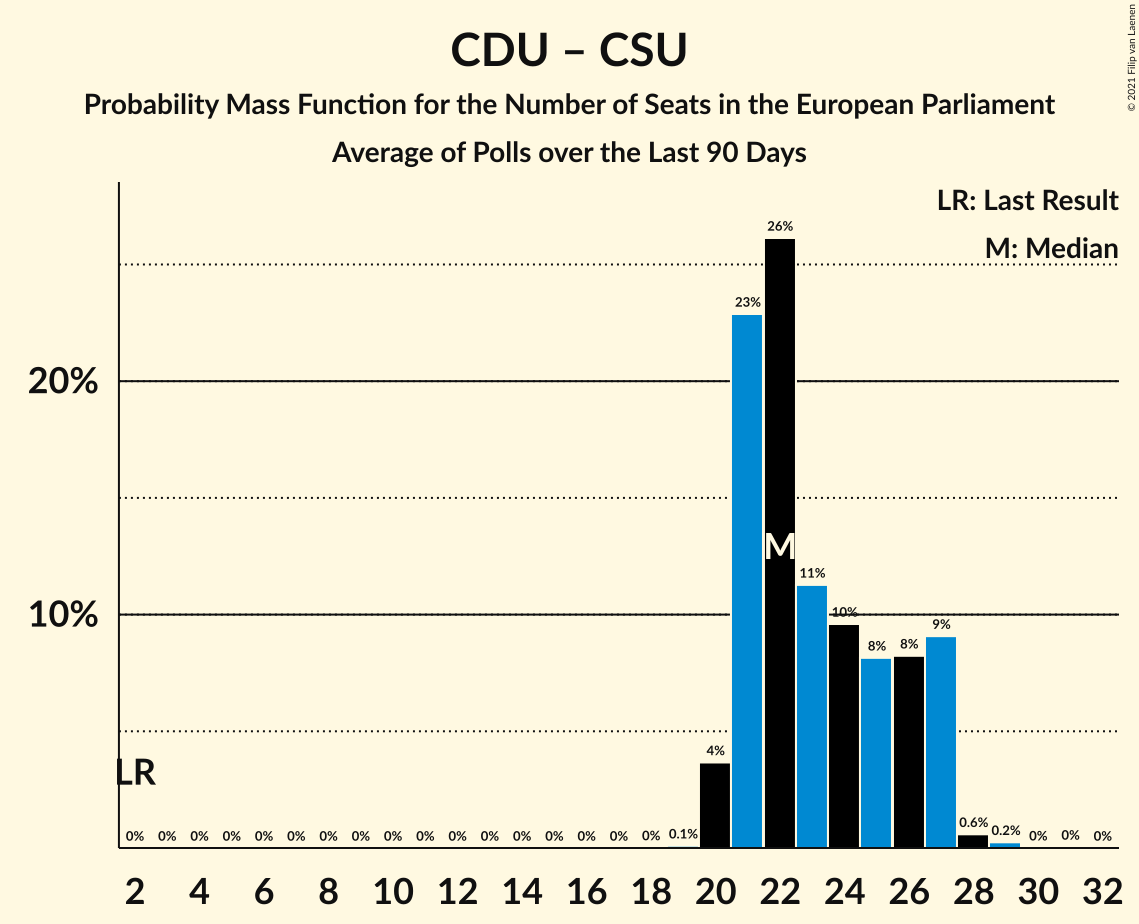 © 2021 Filip van Laenen
CDU – CSU
Probability Mass Function for the Number of Seats in the European Parliament
Average of Polls over the Last 90 Days
LR: Last Result
M: Median
26%
23%
20%
M
11%
10%
10%
9%
8%
8%
4%
LR
0% 0% 0% 0% 0% 0% 0% 0% 0% 0% 0% 0% 0% 0% 0% 0% 0% 0.1% 0.6% 0.2% 0% 0% 0%
2 4 6 8 10 12 14 16 18 20 22 24 26 28 30 32